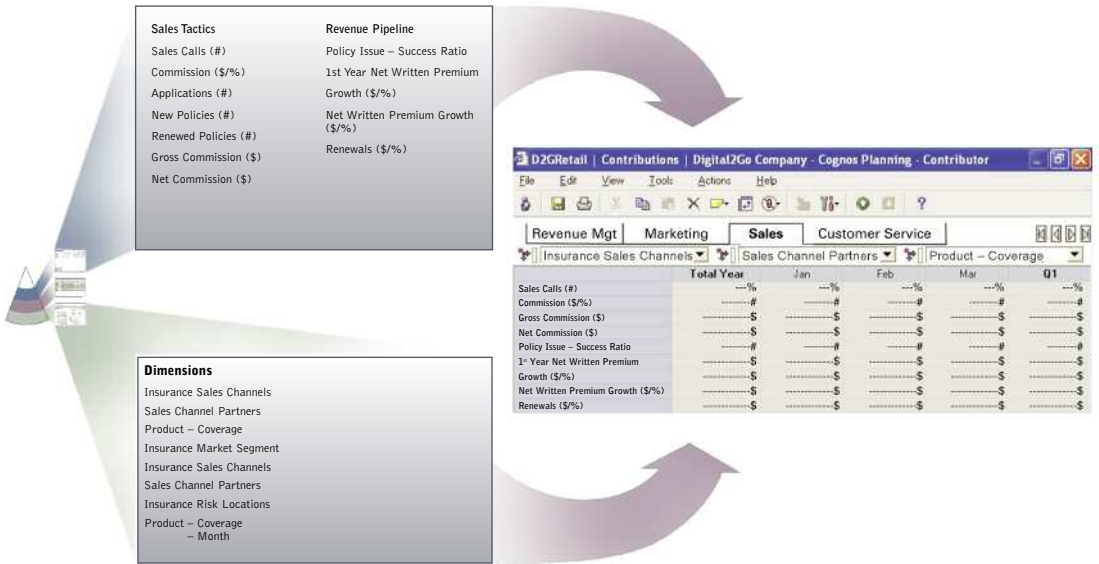 Sales Tactics
Sales Calls (#)
Commission ($/%)
Applications (#)
New Policies (#)
Renewed Policies (#)
Gross Commission ($)
Net Commission ($)
Revenue Pipeline
Policy Issue – Success Ratio
1st Year Net Written Premium
Growth ($/%)
Net Written Premium Growth
($/%)
Renewals ($/%)
Dimensions
Insurance Sales Channels
Sales Channel Partners
Product – Coverage
Insurance Market Segment
Insurance Sales Channels
Sales Channel Partners
Insurance Risk Locations
Product – Coverage
– Month
D2GRetail | Contributions | Digital2Go Company - Cognos Planning - Contributor
File Edit View Tools Actions Help
Revenue Mgt Marketing Sales Customer Service
Insurance Sales Channels Sales Channel Partners Product – Coverage
Total Year Jan Feb Mar Q1
Sales Calls (#) ---% ---% ---% ---% ---%
Commission ($/%) --------# --------# --------# --------# --------#
Gross Commission ($) ------------$ ------------$ ------------$ ------------$ ------------$
Net Commission ($) ------------$ ------------$ ------------$ ------------$ ------------$
Policy Issue – Success Ratio --------# --------# --------# --------# --------#
1st Year Net Written Premium ------------$ ------------$ ------------$ ------------$ ------------$
Growth ($/%) ------------$ ------------$ ------------$ ------------$ ------------$
Net Written Premium Growth ($/%) ------------$ ------------$ ------------$ ------------$ ------------$
Renewals ($/%) ------------$ ------------$ ------------$ ------------$ ------------$